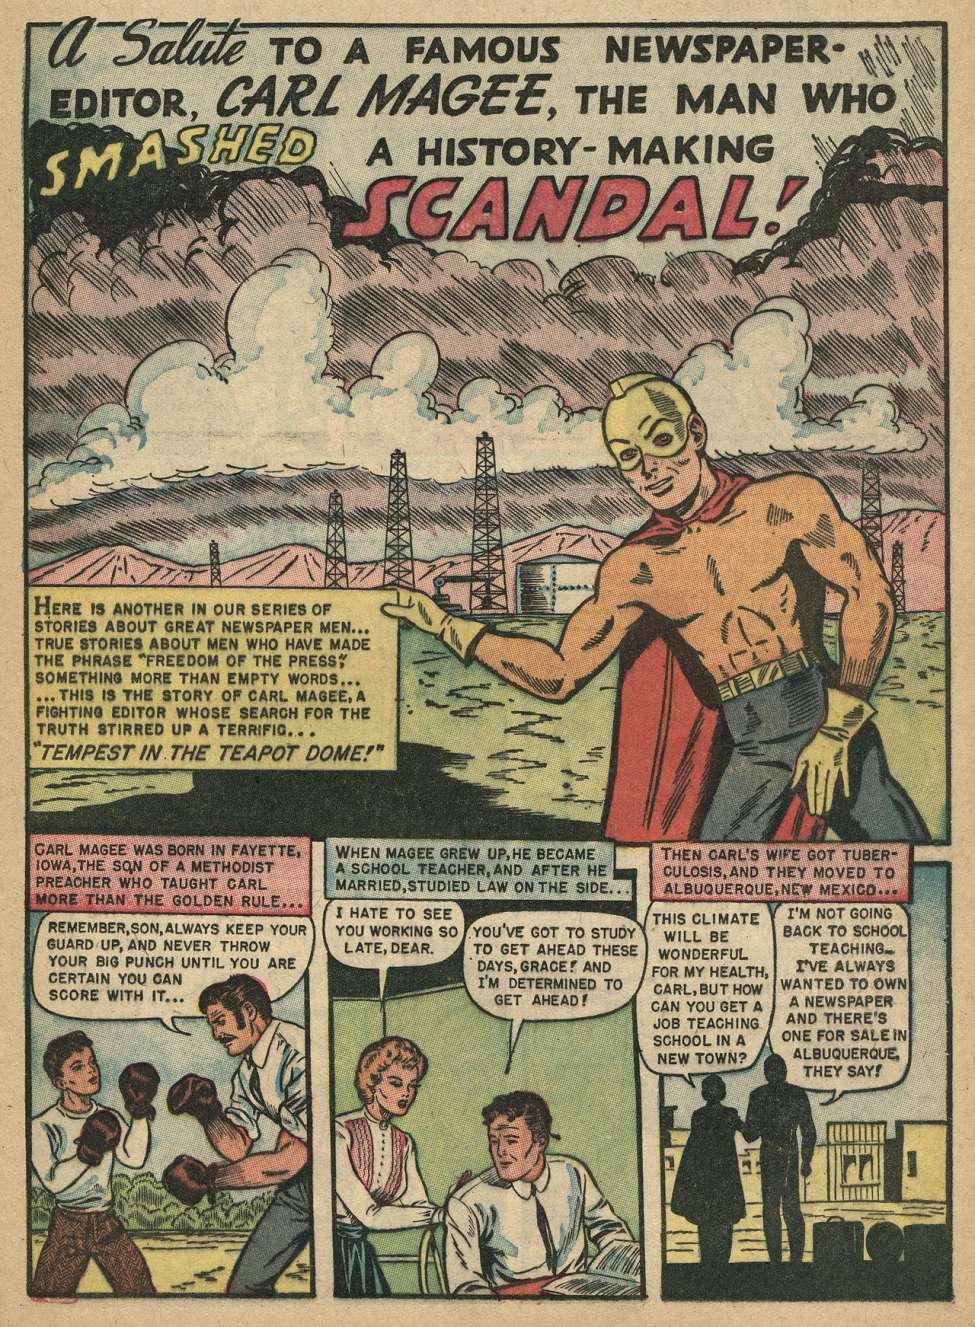 A Salute TO A FAMOUS NEWSPAPER-
EDITOR, CARL MAGEE, THE MAN WHO
SMASHED A HISTORY-MAKING
SCANDAL!
HERE IS ANOTHER IN OUR SERIES OF
STORIES ABOUT GREAT NEWSPAPER MEN...
TRUE STORIES ABOUT MEN WHO HAVE MADE
THE PHRASE "FREEDOM OF THE PRESS,"
SOMETHING MORE THAN EMPTY WORDS...
...THIS IS THE STORY OF CARL MAGEE, A
FIGHTING EDITOR WHOSE SEARCH FOR THE
TRUTH STIRRED UP A TERRIFIC...
"TEMPEST IN THE TEAPOT DOME!"
CARL MAGEE WAS BORN IN FAYETTE,
IOWA, THE SON OF A METHODIST
PREACHER WHO TAUGHT CARL
MORE THAN THE GOLDEN RULE...
REMEMBER, SON, ALWAYS KEEP YOUR
GUARD UP, AND NEVER THROW
YOUR BIG PUNCH UNTIL YOU ARE
CERTAIN YOU CAN
SCORE WITH IT...
WHEN MAGEE GREW UP, HE BECAME
A SCHOOL TEACHER, AND AFTER HE
MARRIED, STUDIED LAW ON THE SIDE...
I HATE TO SEE
YOU WORKING SO
LATE, DEAR.
YOU'VE GOT TO STUDY
TO GET AHEAD THESE
DAYS, GRACE! AND
I'M DETERMINED TO
GET AHEAD!
THEN CARL'S WIFE GOT TUBER-
CULOSIS, AND THEY MOVED TO
ALBUQUERQUE, NEW MEXICO...
THIS CLIMATE
WILL BE
WONDERFUL
FOR MY HEALTH,
CARL, BUT HOW
CAN YOU GET A
JOB TEACHING
SCHOOL IN A
NEW TOWN?
I'M NOT GOING
BACK TO SCHOOL
TEACHING...
I'VE ALWAYS
WANTED TO OWN
A NEWSPAPER
AND THERE'S
ONE FOR SALE IN
ALBUQUERQUE,
THEY SAY!